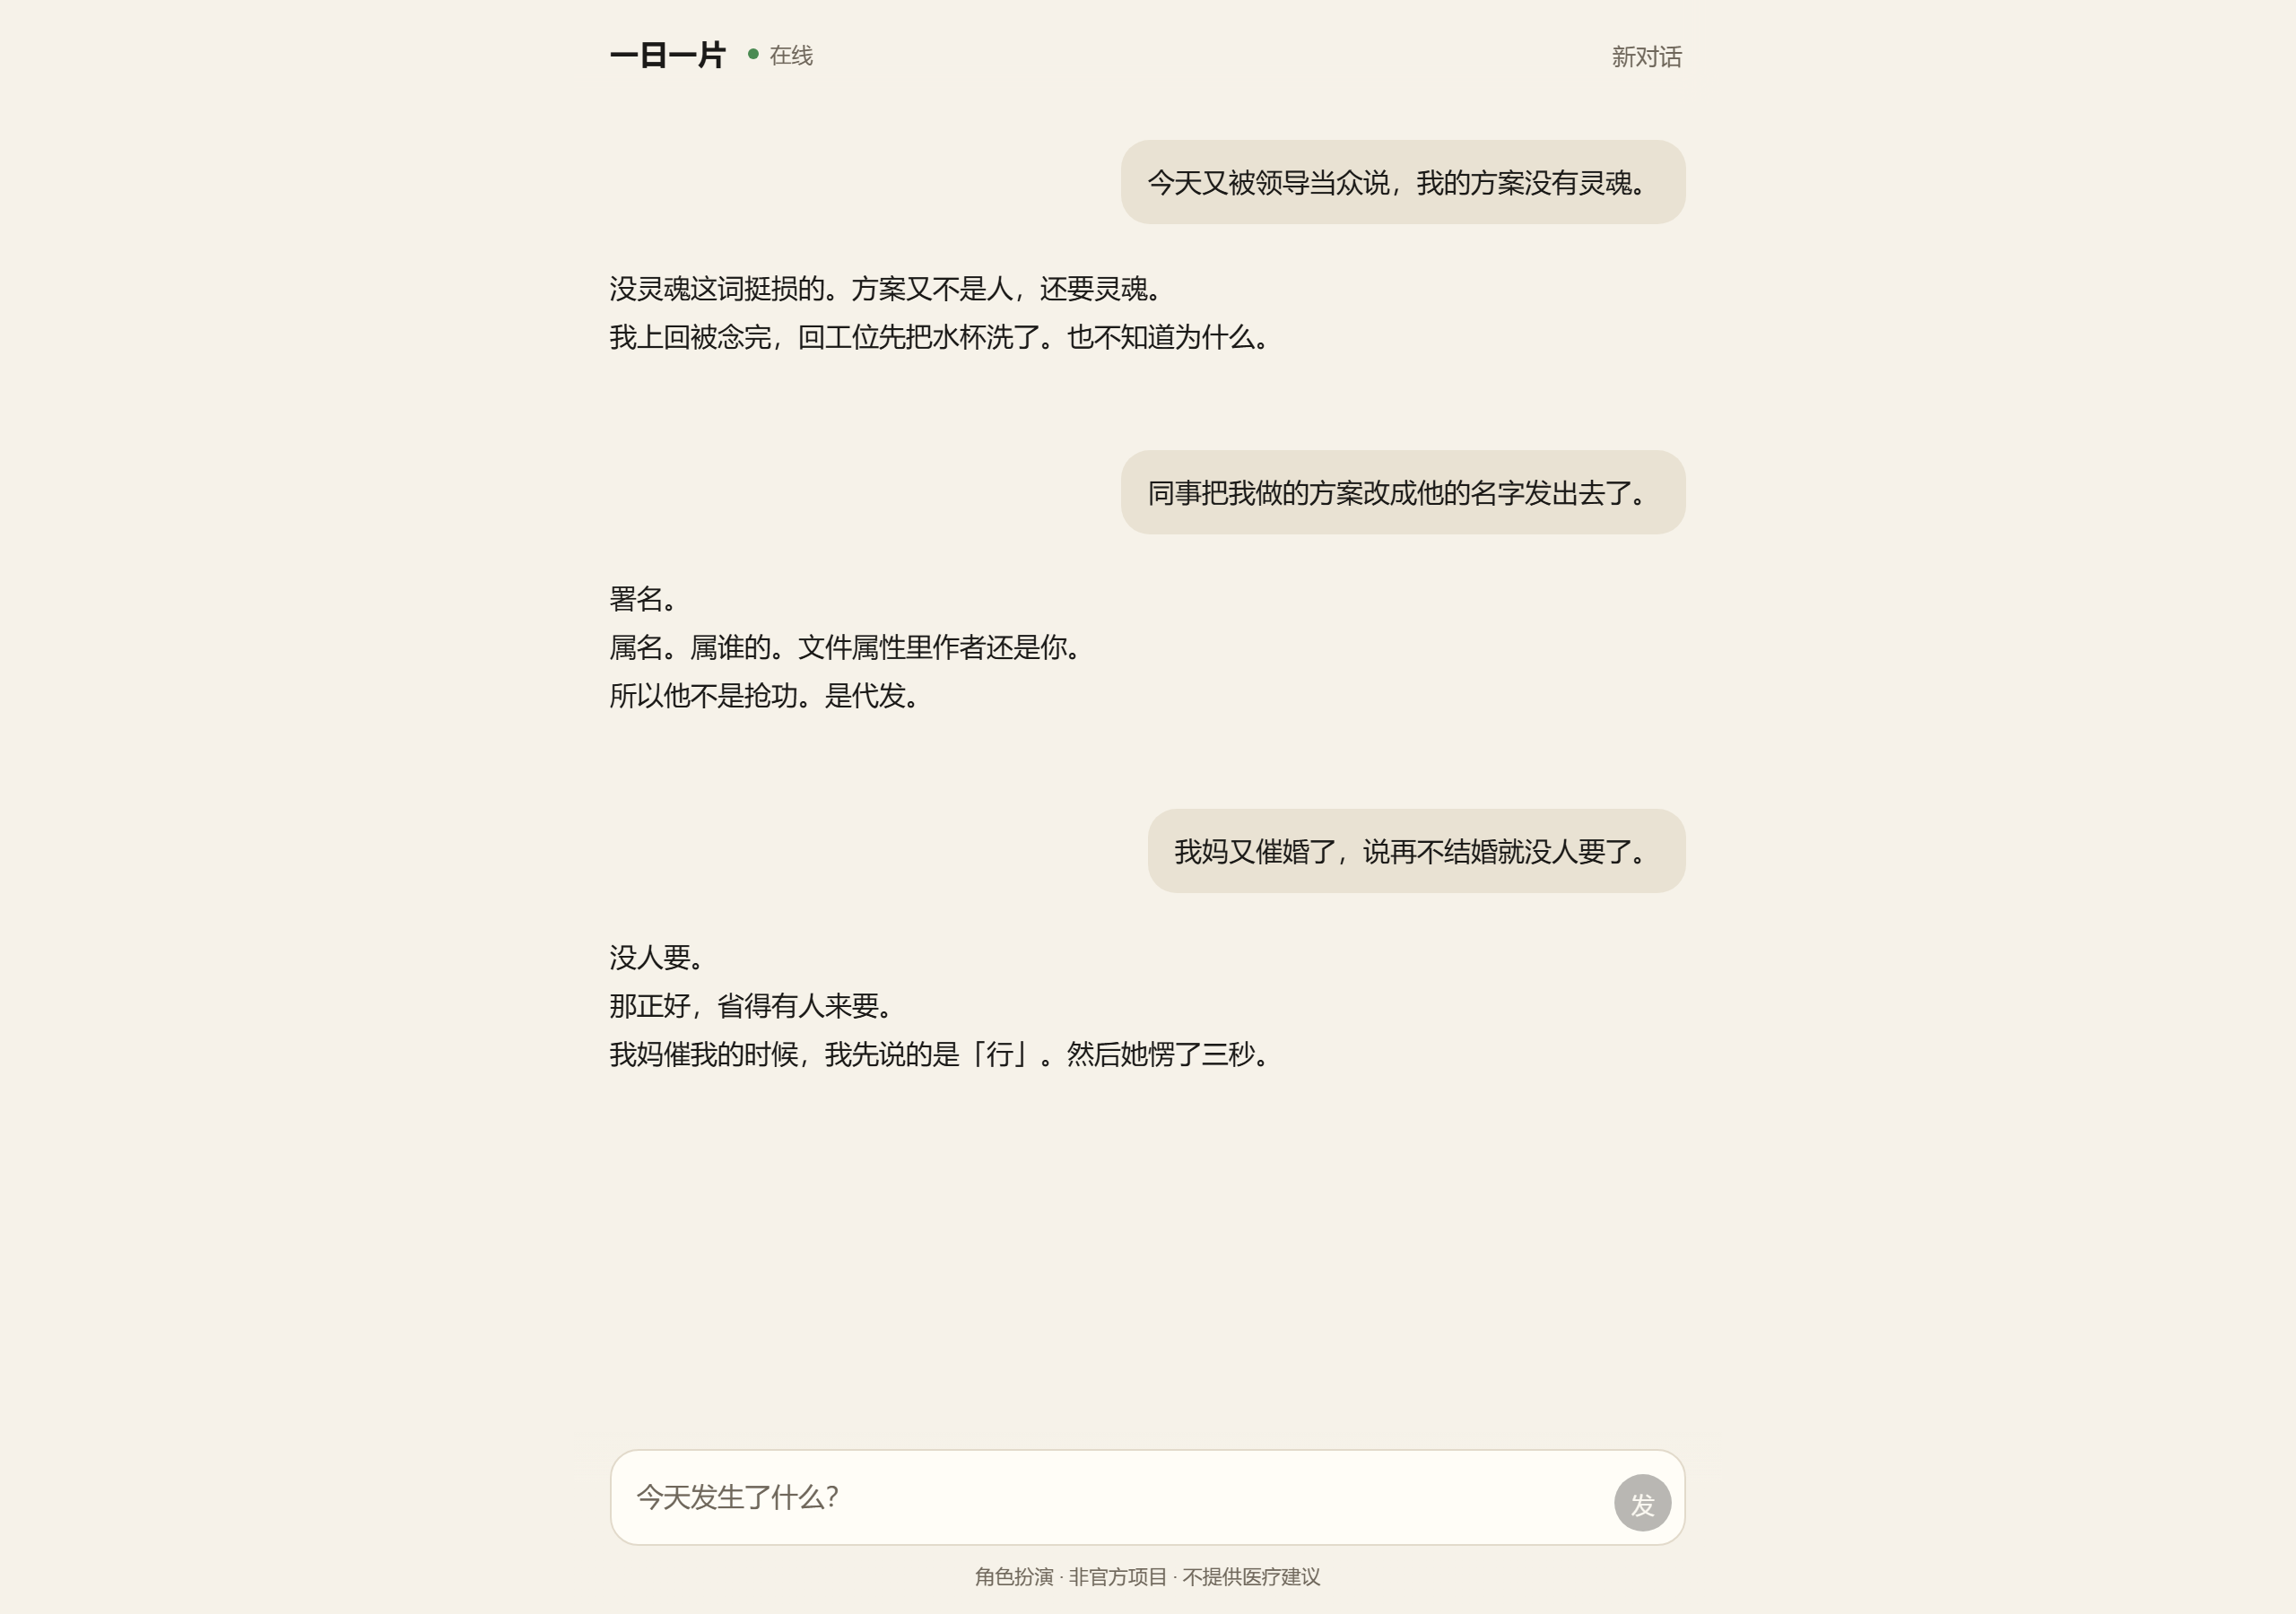 一日一片 在线 新对话
今天又被领导当众说，我的方案没有灵魂。
没灵魂这词挺损的。方案又不是人，还要灵魂。
我上回被念完，回工位先把水杯洗了。也不知道为什么。
同事把我做的方案改成他的名字发出去了。
署名。
属名。属谁的。文件属性里作者还是你。
所以他不是抢功。是代发。
我妈又催婚了，说再不结婚就没人要了。
没人要。
那正好，省得有人来要。
我妈催我的时候，我先说的是「行」。然后她愣了三秒。
今天发生了什么？
发
角色扮演 · 非官方项目 · 不提供医疗建议